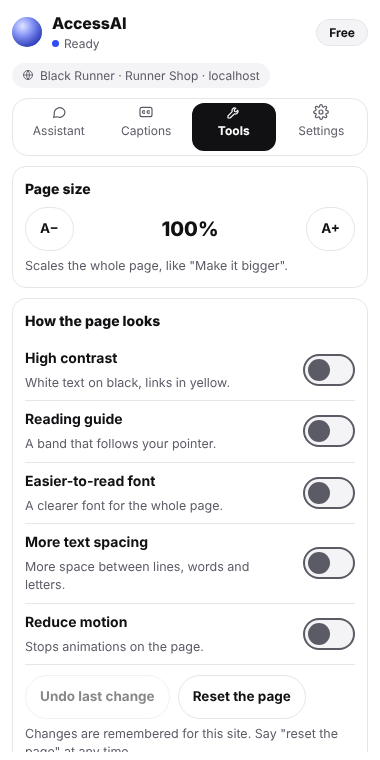 AccessAI
Ready
Free
Black Runner · Runner Shop · localhost
Assistant
Captions
Tools
Settings
Page size
A−
100%
A+
Scales the whole page, like "Make it bigger".
How the page looks
High contrast
White text on black, links in yellow.
Reading guide
A band that follows your pointer.
Easier-to-read font
A clearer font for the whole page.
More text spacing
More space between lines, words and
letters.
Reduce motion
Stops animations on the page.
Undo last change
Reset the page
Changes are remembered for this site. Say "reset the
page" at any time.